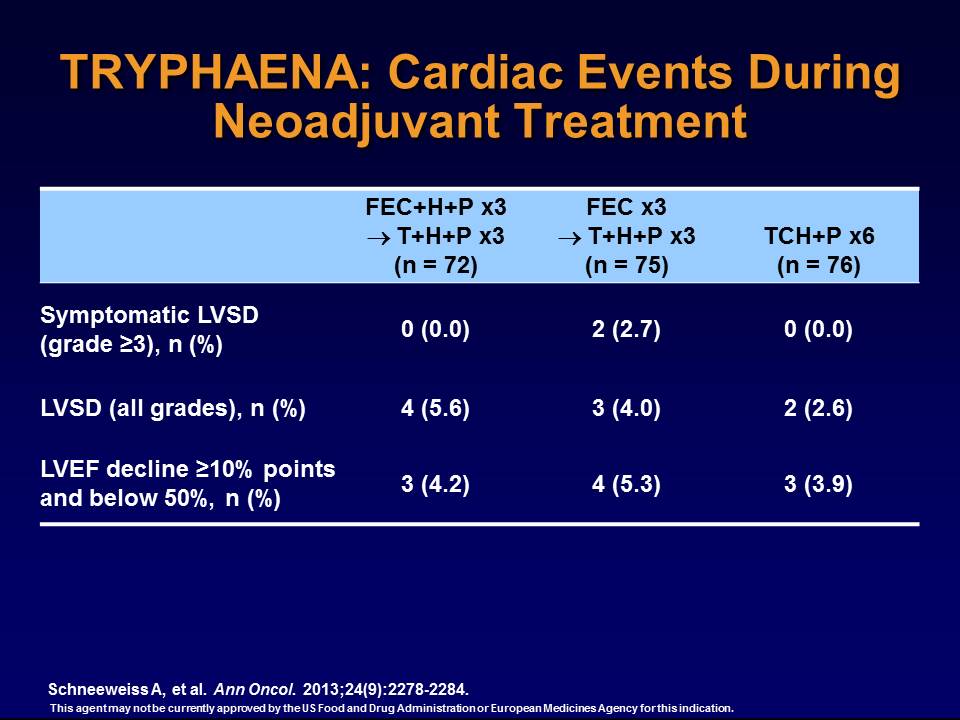 TRYPHAENA: Cardiac Events During
Neoadjuvant Treatment
FEC+H+P x3
→ T+H+P x3
(n = 72)
FEC x3
→ T+H+P x3
(n = 75)
TCH+P x6
(n = 76)
Symptomatic LVSD
(grade ≥3), n (%)
0 (0.0) 2 (2.7) 0 (0.0)
LVSD (all grades), n (%) 4 (5.6) 3 (4.0) 2 (2.6)
LVEF decline ≥10% points
and below 50%, n (%)
3 (4.2) 4 (5.3) 3 (3.9)
Schneeweiss A, et al. Ann Oncol. 2013;24(9):2278-2284.
This agent may not be currently approved by the US Food and Drug Administration or European Medicines Agency for this indication.